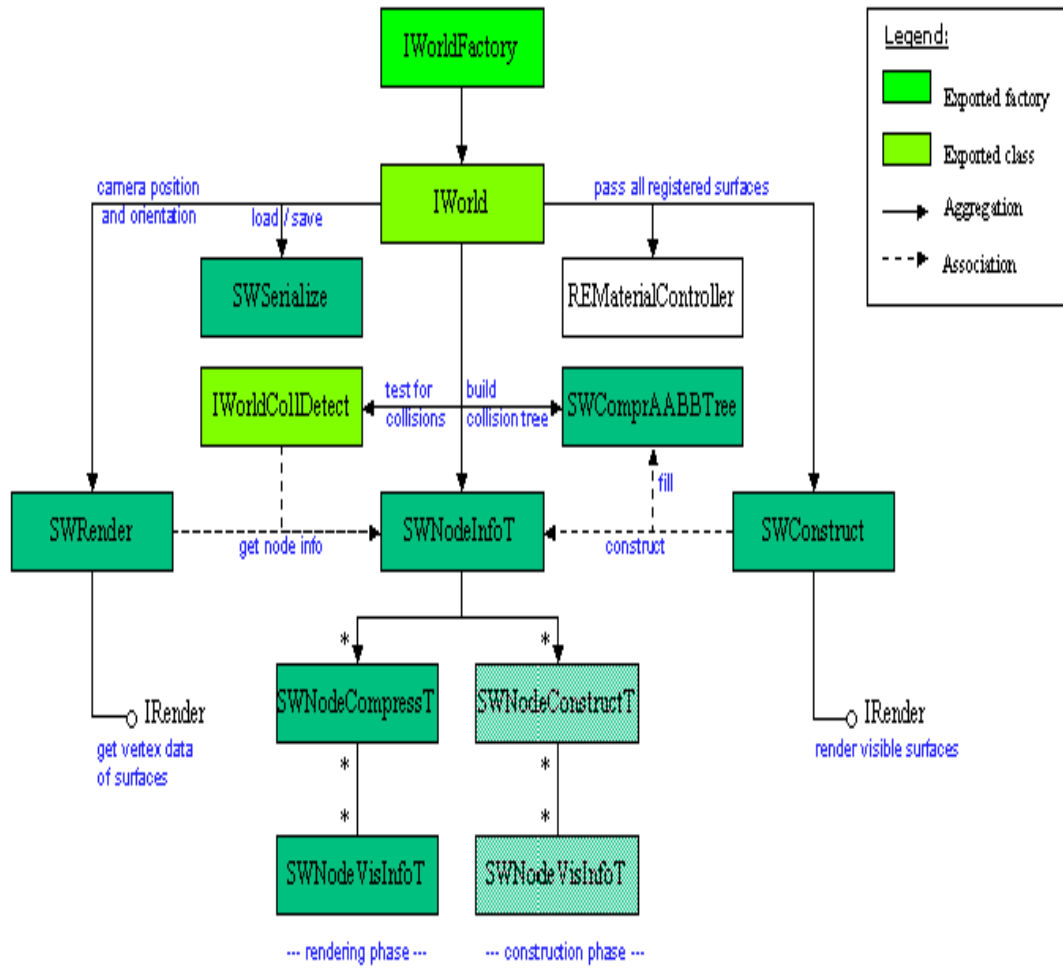 IWorldFactory
Legend:
Exported factory
Exported class
Aggregation
Association
IWorld
camera position
and orientation
load / save
pass all registered surfaces
SWSerialize
REMaterialController
IWorldCollDetect
test for
collisions
build
collision tree
SWComprAABBTree
fill
SWRender
get node info
SWNodeInfoT
construct
SWConstruct
*
*
SWNodeCompressT
SWNodeConstructT
IRender
get vertex data
of surfaces
IRender
render visible surfaces
*
*
*
*
SWNodeVisInfoT
SWNodeVisInfoT
--- rendering phase ---
--- construction phase ---